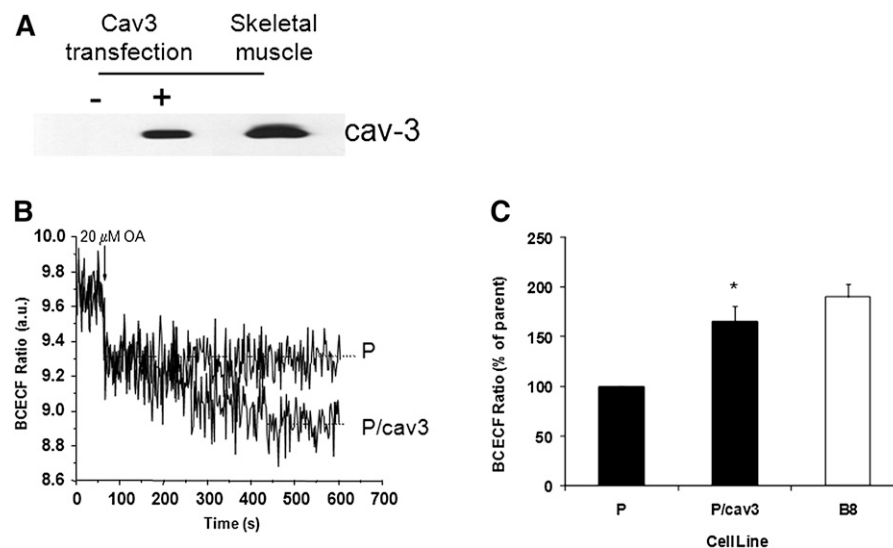 A
Cav3 Skeletal
transfection muscle
- +
cav-3
B
20 µM OA
10.0
9.8
9.6
9.4
9.2
9.0
8.8
8.6
BCECF Ratio (a.u.)
P
P/cav3
0 100 200 300 400 500 600 700
Time (s)
C
250
200
150
100
50
0
BCECF Ratio (% of parent)
*
P P/cav3 B8
Cell Line